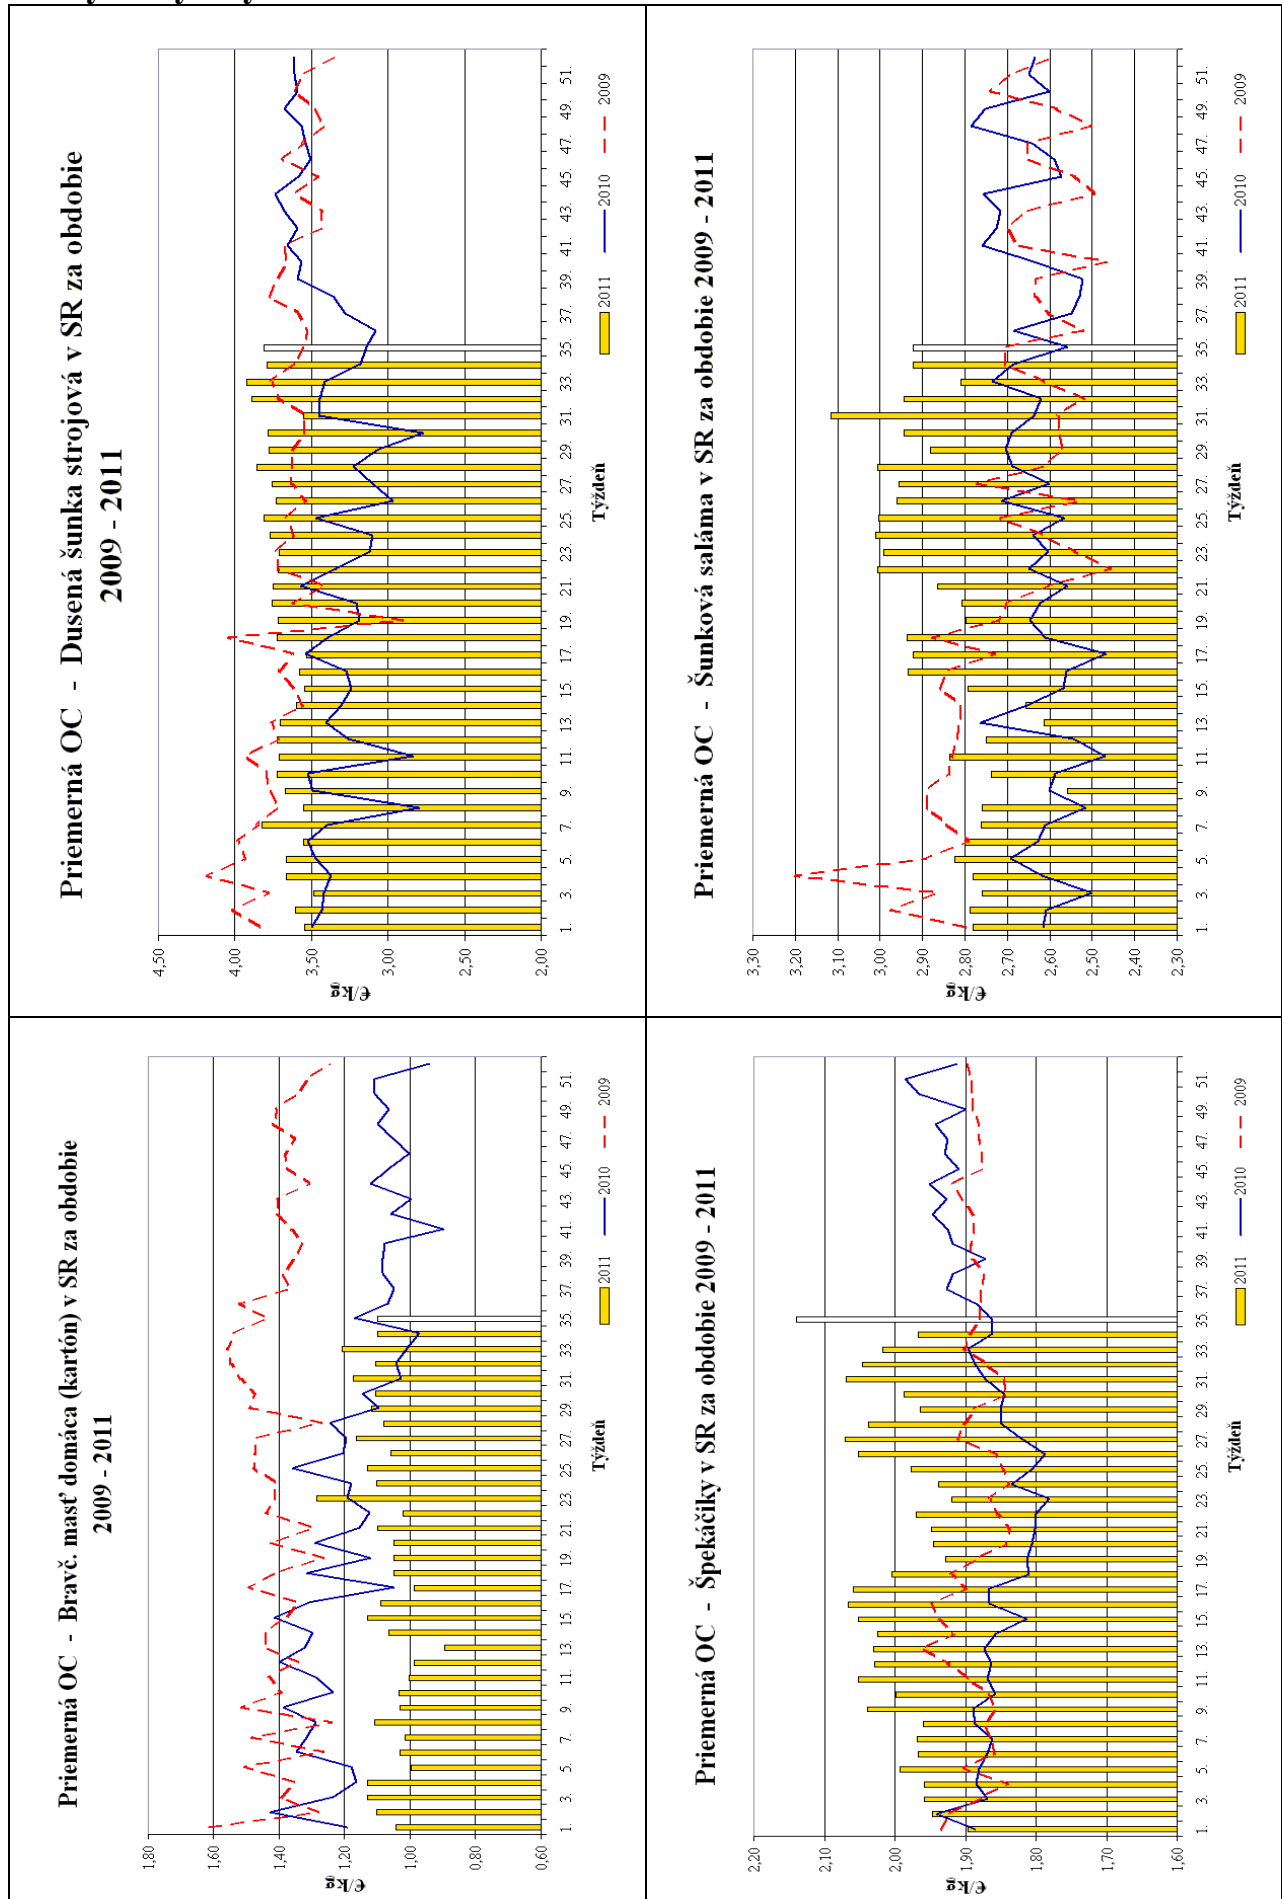 Priemerná OC - Bravč. masť domáca (kartón) v SR za obdobie
2009 - 2011
€/kg
1,80
1,60
1,40
1,20
1,00
0,80
0,60
1. 3. 5. 7. 9. 11. 13. 15. 17. 19. 21. 23. 25. 27. 29. 31. 33. 35. 37. 39. 41. 43. 45. 47. 49. 51.
Týždeň
2011 2010 2009
Priemerná OC - Dusená šunka strojová v SR za obdobie
2009 - 2011
€/kg
4,50
4,00
3,50
3,00
2,50
2,00
1. 3. 5. 7. 9. 11. 13. 15. 17. 19. 21. 23. 25. 27. 29. 31. 33. 35. 37. 39. 41. 43. 45. 47. 49. 51.
Týždeň
2011 2010 2009
Priemerná OC - Špekáčiky v SR za obdobie 2009 - 2011
€/kg
2,20
2,10
2,00
1,90
1,80
1,70
1,60
1. 3. 5. 7. 9. 11. 13. 15. 17. 19. 21. 23. 25. 27. 29. 31. 33. 35. 37. 39. 41. 43. 45. 47. 49. 51.
Týždeň
2011 2010 2009
Priemerná OC - Šunková saláma v SR za obdobie 2009 - 2011
€/kg
3,30
3,20
3,10
3,00
2,90
2,80
2,70
2,60
2,50
2,40
2,30
1. 3. 5. 7. 9. 11. 13. 15. 17. 19. 21. 23. 25. 27. 29. 31. 33. 35. 37. 39. 41. 43. 45. 47. 49. 51.
Týždeň
2011 2010 2009